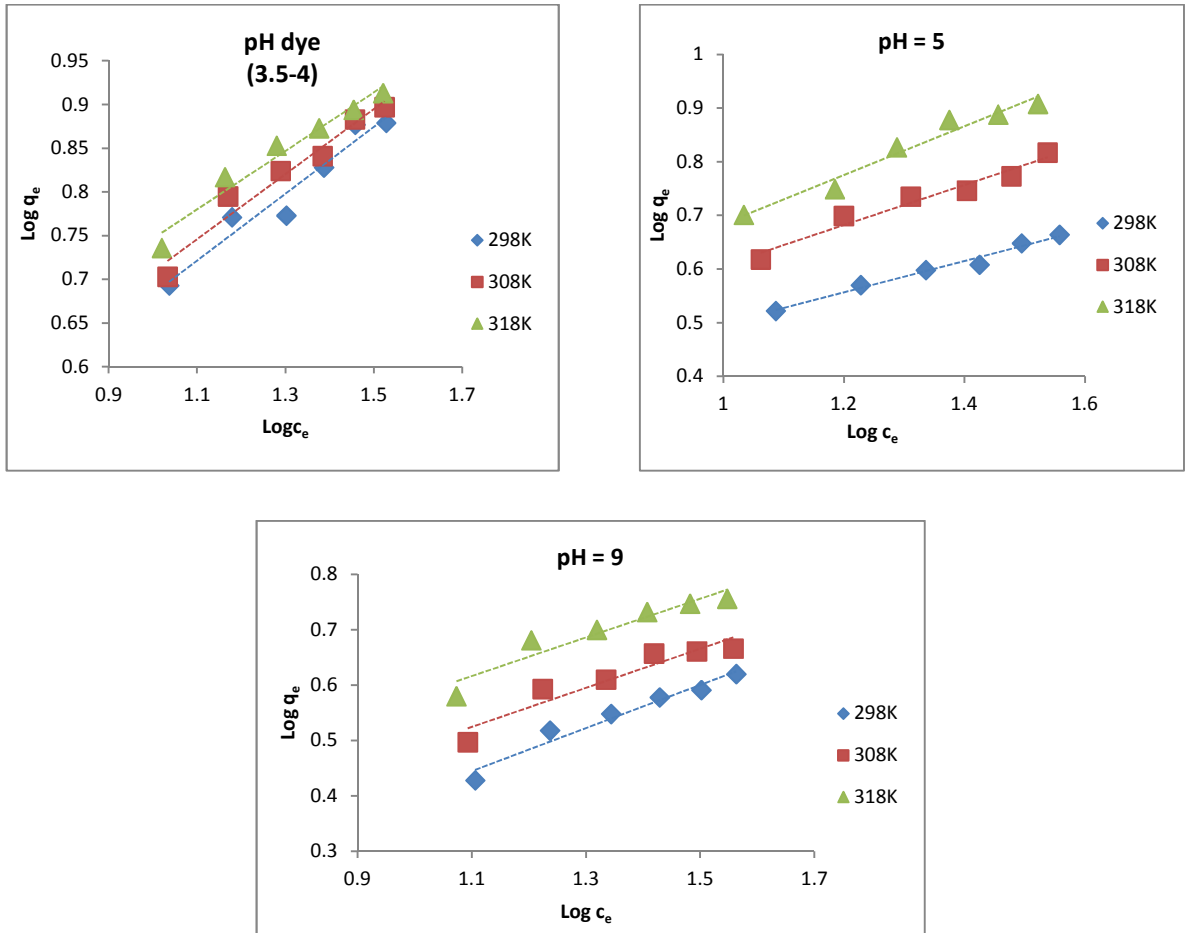 pH dye
(3.5-4)
0.95
0.9
0.85
0.8
0.75
0.7
0.65
0.6
Log qe
0.9 1.1 1.3 1.5 1.7
Logce
298K
308K
318K
pH = 5
1
0.9
0.8
0.7
0.6
0.5
0.4
Log qe
1 1.2 1.4 1.6
Log ce
298K
308K
318K
pH = 9
0.8
0.7
0.6
0.5
0.4
0.3
Log qe
0.9 1.1 1.3 1.5 1.7
Log ce
298K
308K
318K